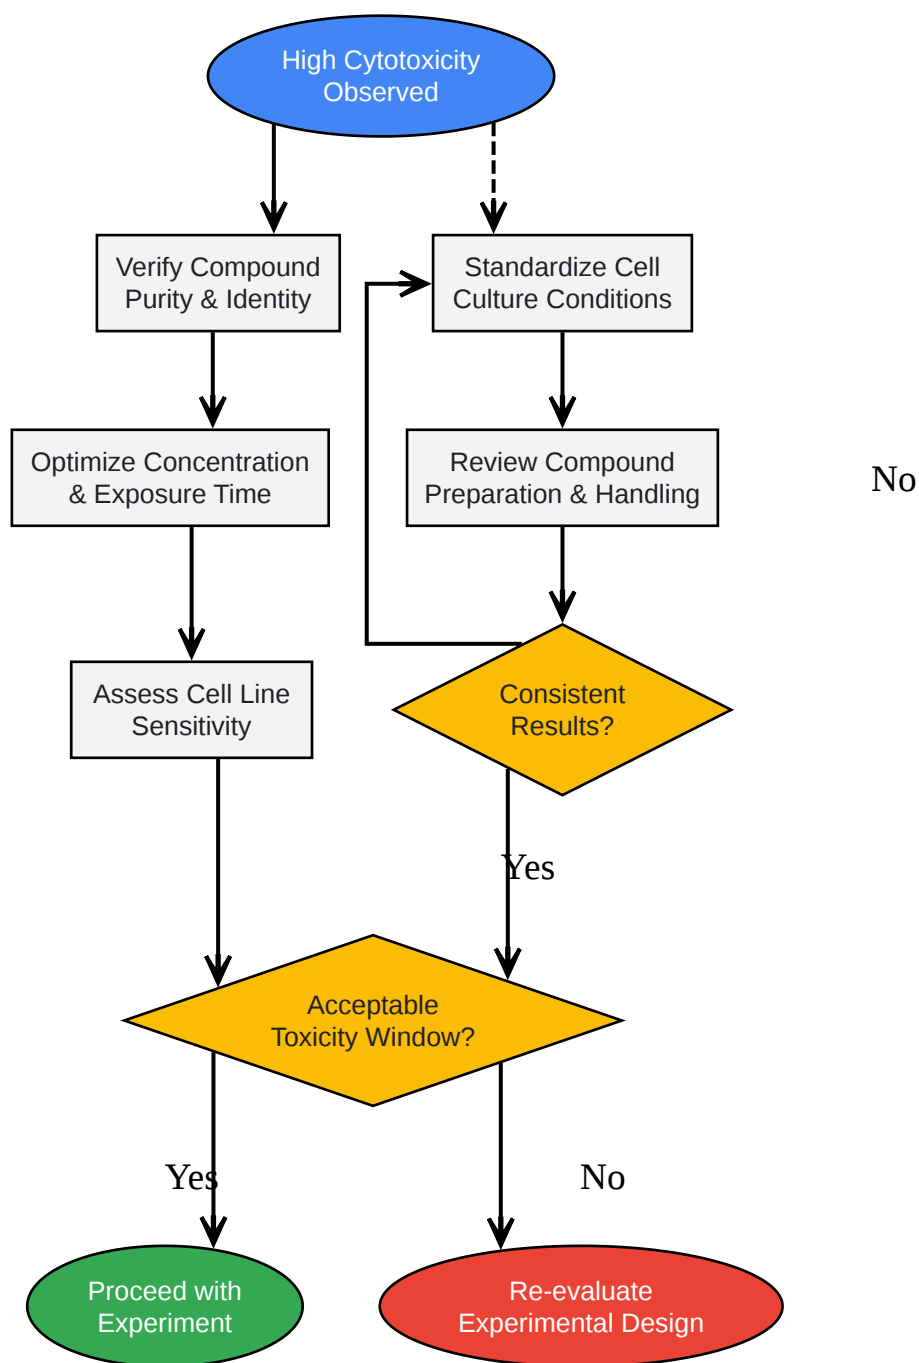 High Cytotoxicity
Observed
Verify Compound
Purity & Identity
Standardize Cell
Culture Conditions
Optimize Concentration
& Exposure Time
Review Compound
Preparation & Handling
No
Assess Cell Line
Sensitivity
Consistent
Results?
Yes
Acceptable
Toxicity Window?
Yes
No
Proceed with
Experiment
Re-evaluate
Experimental Design